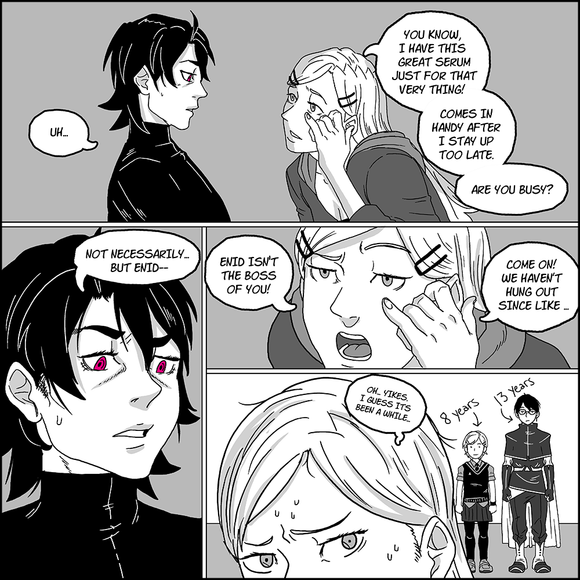 UH..
YOU KNOW,
I HAVE THIS
GREAT SERUM
JUST FOR THAT
VERY THING!
COMES IN
HANDY AFTER
I STAY UP
TOO LATE.
ARE YOU BUSY?
NOT NECESSARILY..
BUT ENID--
ENID ISN'T
THE BOSS
OF YOU!
COME ON!
WE HAVEN'T
HUNG OUT
SINCE LIKE ..
OH.. YIKES.
I GUESS ITS
BEEN A WHILE..
8 years
13 years